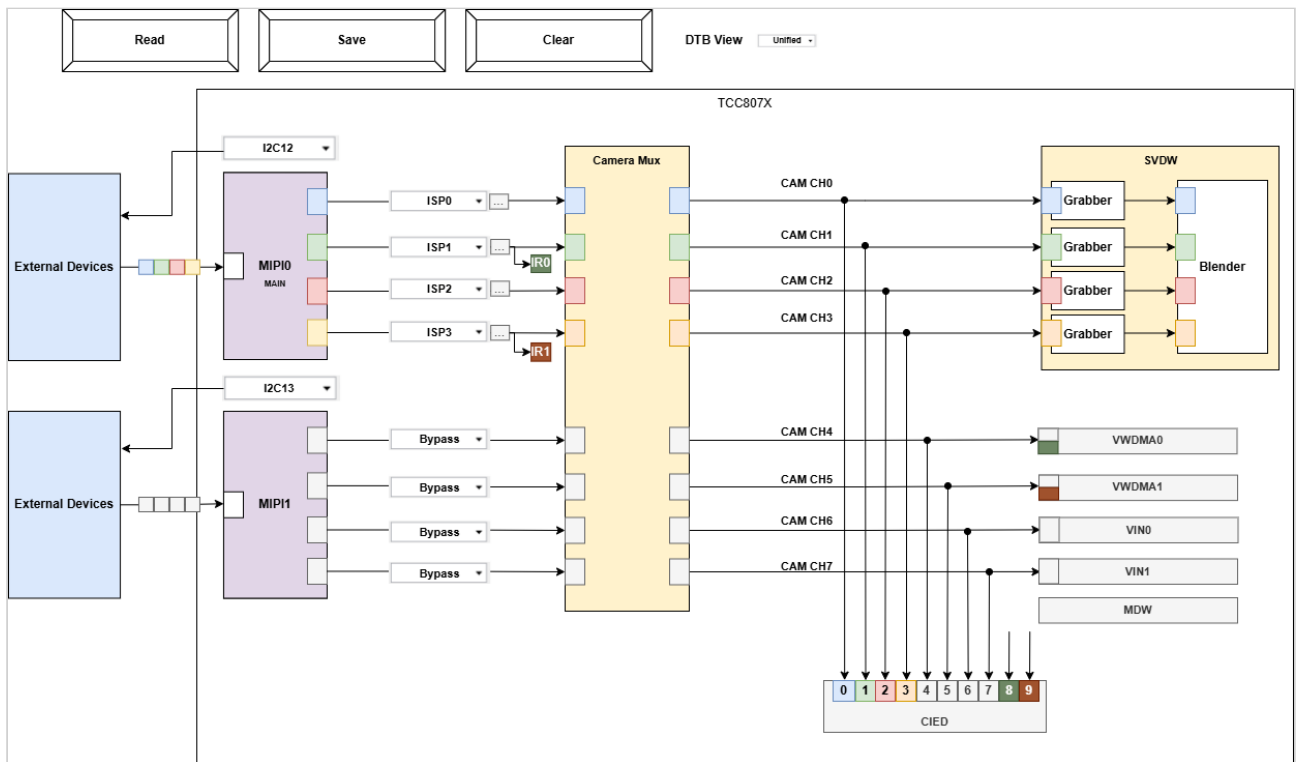 Read
Save
Clear
DTB View
Unified
TCC807X
I2C12
Camera Mux
SVDW
External Devices
MIPI0
MAIN
ISP0
...
ISP1
...
IR0
ISP2
...
ISP3
...
IR1
CAM CH0
CAM CH1
CAM CH2
CAM CH3
Grabber
Grabber
Grabber
Grabber
Blender
I2C13
External Devices
MIPI1
Bypass
Bypass
Bypass
Bypass
CAM CH4
CAM CH5
CAM CH6
CAM CH7
VWDMA0
VWDMA1
VIN0
VIN1
MDW
0 1 2 3 4 5 6 7 8 9
CIED